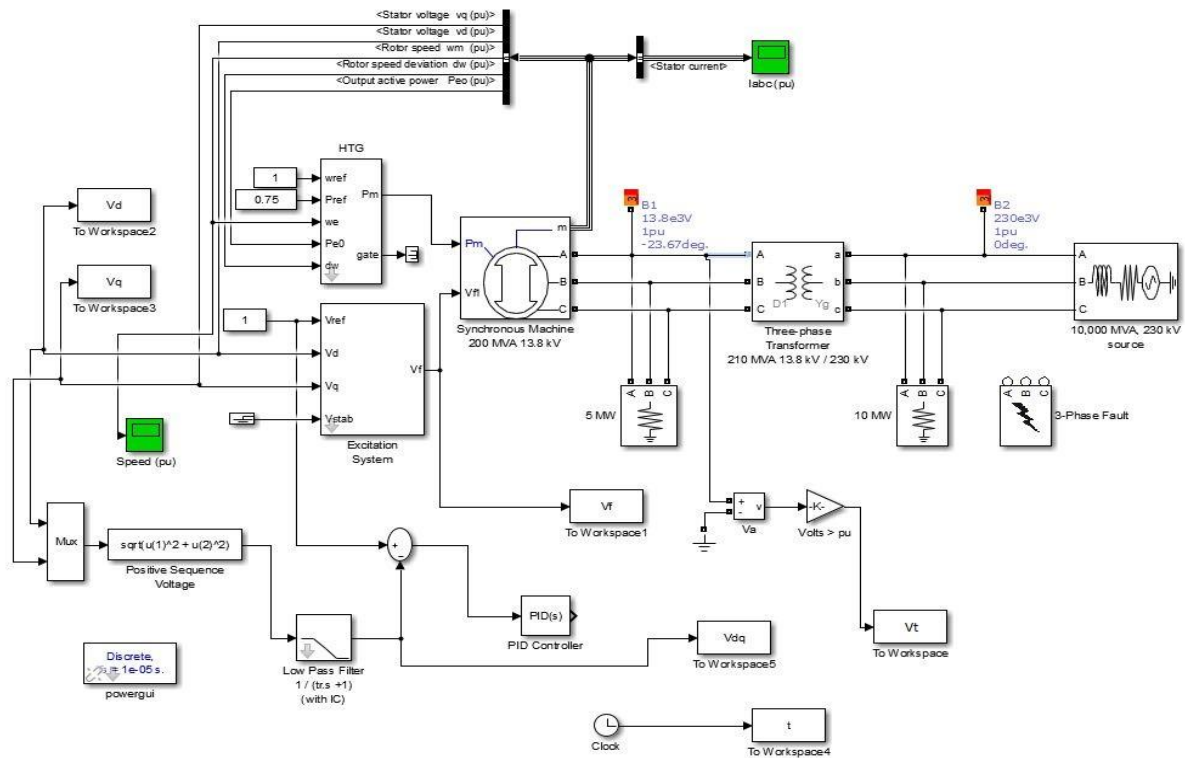 <Stator voltage vq (pu)>
<Stator voltage vd (pu)>
<Rotor speed wm (pu)>
<Rotor speed deviation dw (pu)>
<Output active power Peo (pu)>
<Stator current>
Iabc (pu)
HTG
1
wref
0.75
Pref
we
Pe0
dw
Pm
gate
Vd
To Workspace2
Vq
To Workspace3
Pm
Vf
m
A
B
C
Synchronous Machine
200 MVA 13.8 kV
B1
13.8e3V
1pu
-23.67deg.
A
B
C
a
b
c
D1
Yg
Three-phase
Transformer
210 MVA 13.8 kV / 230 kV
B2
230e3V
1pu
0deg.
A
B
C
10,000 MVA, 230 kV
source
1
Vref
Vd
Vq
Vstab
Vf
Excitation
System
Speed (pu)
A B C
5 MW
A B C
10 MW
A B C
3-Phase Fault
Vf
To Workspace1
+
-
v
Va
-K-
Volts > pu
Mux
sqrt(u(1)^2 + u(2)^2)
Positive Sequence
Voltage
+
-
PID(s)
PID Controller
Low Pass Filter
1 / (tr.s +1)
(with IC)
Vdq
To Workspace5
Vt
To Workspace
Discrete,
1e-05 s.
powergui
Clock
t
To Workspace4